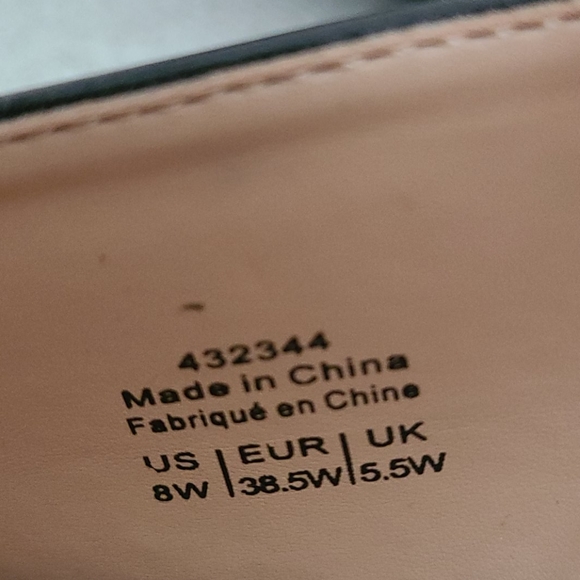 432344
Made in China
Fabriqué en Chine
US | EUR | UK
8W | 38.5W | 5.5W